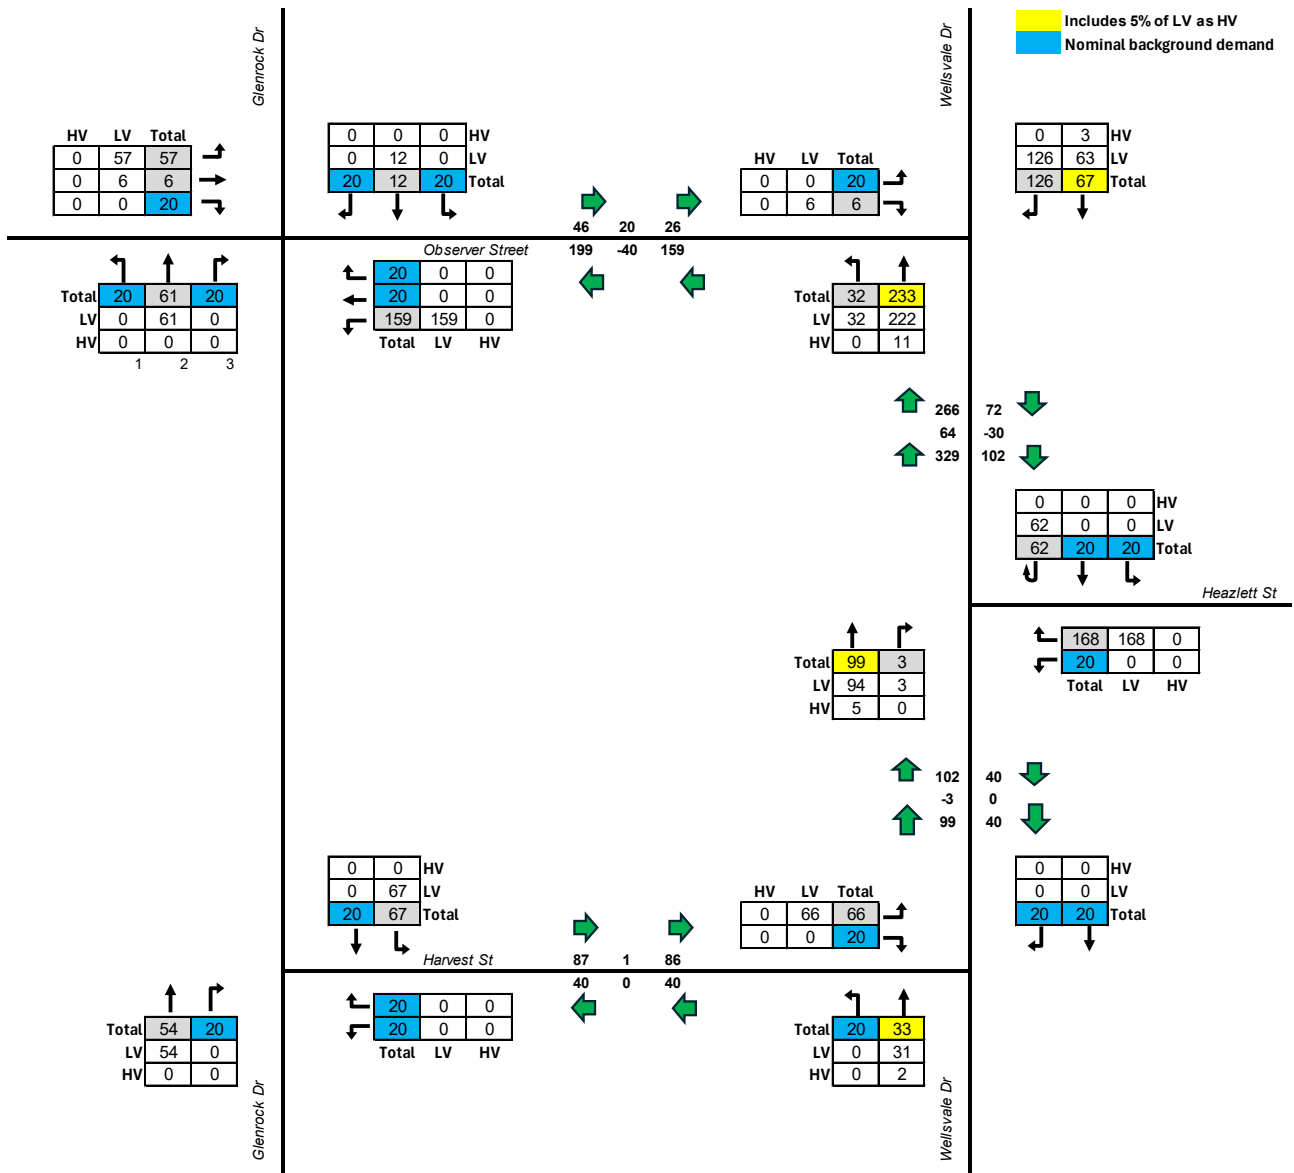 Includes 5% of LV as HV
Nominal background demand
Glenrock Dr
Wellsvale Dr
HV LV Total
0 57 57
0 6 6
0 0 20
0 0 0 HV
0 12 0 LV
20 12 20 Total
HV LV Total
0 0 20
0 6 6
0 3 HV
126 63 LV
126 67 Total
46 20 26
Observer Street
199 -40 159
Total 20 61 20
LV 0 61 0
HV 0 0 0
1 2 3
20 0 0
20 0 0
159 159 0
Total LV HV
Total 32 233
LV 32 222
HV 0 11
266 72
64 -30
329 102
0 0 0 HV
62 0 0 LV
62 20 20 Total
Heazlett St
Total 99 3
LV 94 3
HV 5 0
168 168 0
20 0 0
Total LV HV
102 40
-3 0
99 40
0 0 HV
0 67 LV
20 67 Total
HV LV Total
0 66 66
0 0 20
0 0 HV
0 0 LV
20 20 Total
Harvest St
87 1 86
40 0 40
Total 54 20
LV 54 0
HV 0 0
20 0 0
20 0 0
Total LV HV
Total 20 33
LV 0 31
HV 0 2
Glenrock Dr
Wellsvale Dr